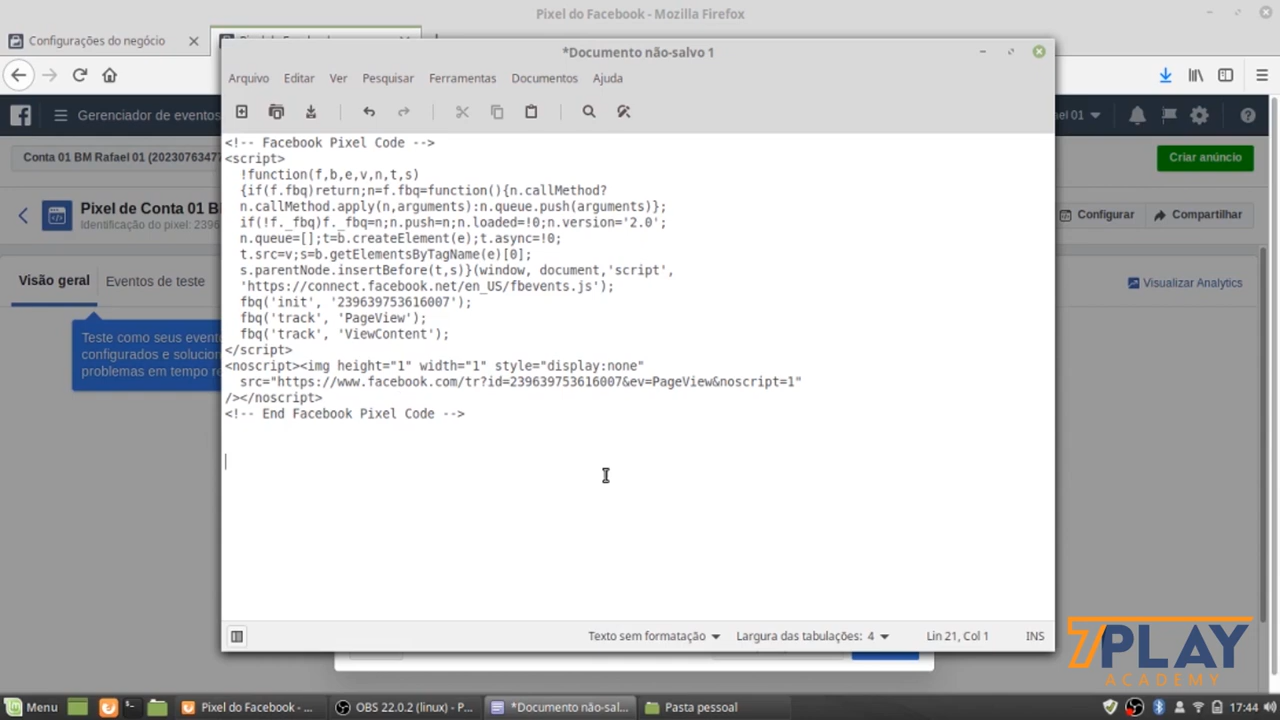 Pixel do Facebook - Mozilla Firefox
Configurações do negócio
*Documento não-salvo 1
Arquivo Editar Ver Pesquisar Ferramentas Documentos Ajuda
Gerenciador de eventos
el 01
Conta 01 BM Rafael 01 (2023076347
Criar anúncio
Pixel de Conta 01 B
Identificação do pixel: 2396
Configurar
Compartilhar
Visão geral
Eventos de teste
Visualizar Analytics
Teste como seus event
configurados e solucion
problemas em tempo re
<!-- Facebook Pixel Code -->
<script>
!function(f,b,e,v,n,t,s)
{if(f.fbq)return;n=f.fbq=function(){n.callMethod?
n.callMethod.apply(n,arguments):n.queue.push(arguments)};
if(!f._fbq)f._fbq=n;n.push=n;n.loaded=!0;n.version='2.0';
n.queue=[];t=b.createElement(e);t.async=!0;
t.src=v;s=b.getElementsByTagName(e)[0];
s.parentNode.insertBefore(t,s)}(window, document,'script',
'https://connect.facebook.net/en_US/fbevents.js');
fbq('init', '239639753616007');
fbq('track', 'PageView');
fbq('track', 'ViewContent');
</script>
<noscript><img height="1" width="1" style="display:none"
src="https://www.facebook.com/tr?id=239639753616007&ev=PageView&noscript=1"
/></noscript>
<!-- End Facebook Pixel Code -->
Texto sem formatação
Largura das tabulações: 4
Lin 21, Col 1
INS
7PLAY
ACADEMY
Menu
Pixel do Facebook - ...
OBS 22.0.2 (linux) - P...
*Documento não-sal...
Pasta pessoal
17:44